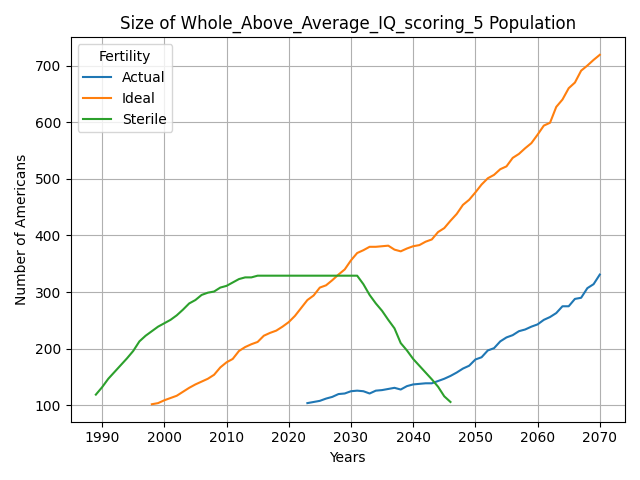 Size of Whole_Above_Average_IQ_scoring_5 Population
Fertility
Actual
Ideal
Sterile
Number of Americans
700
600
500
400
300
200
100
1990 2000 2010 2020 2030 2040 2050 2060 2070
Years